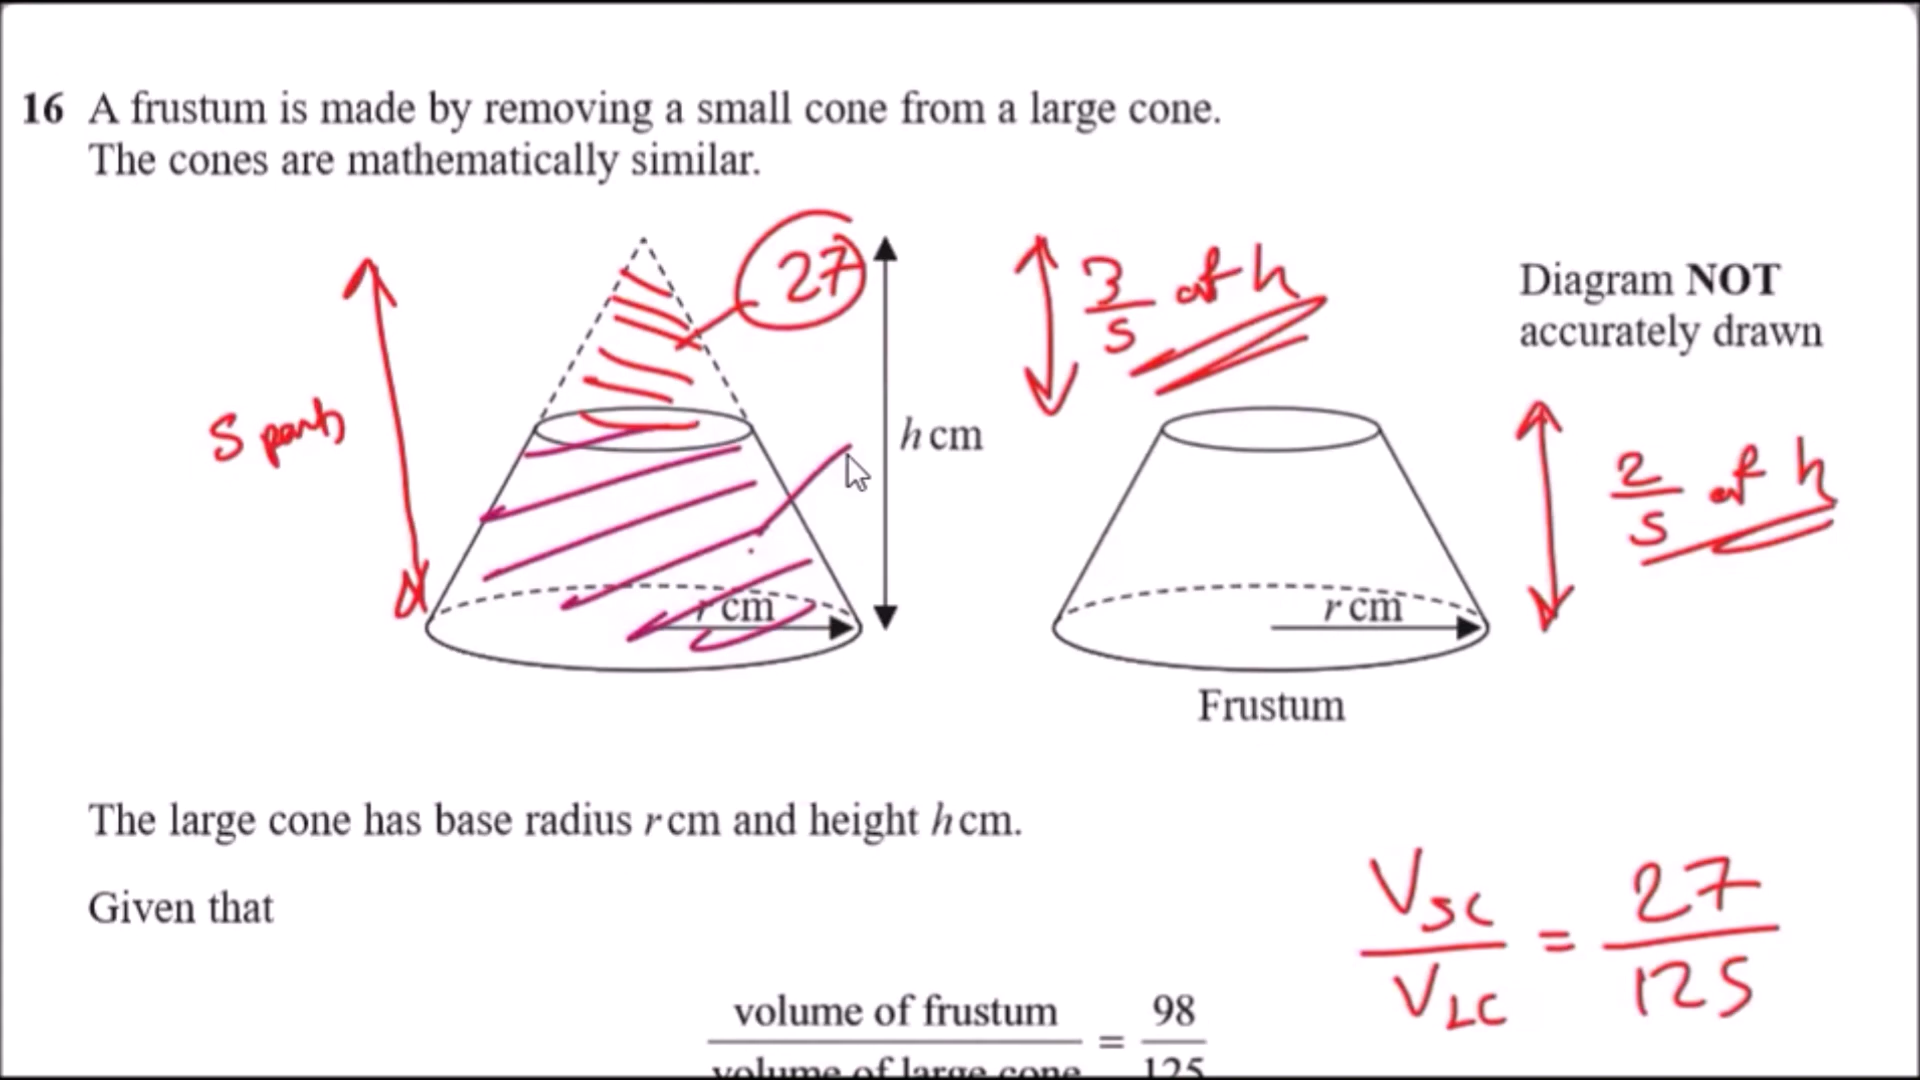 16 A frustum is made by removing a small cone from a large cone.
The cones are mathematically similar.
27
3/5 of h
Diagram NOT
accurately drawn
5 parts
h cm
2/5 of h
r cm
r cm
Frustum
The large cone has base radius r cm and height h cm.
Given that
V_SC / V_LC = 27 / 125
volume of frustum / volume of large cone = 98 / 125